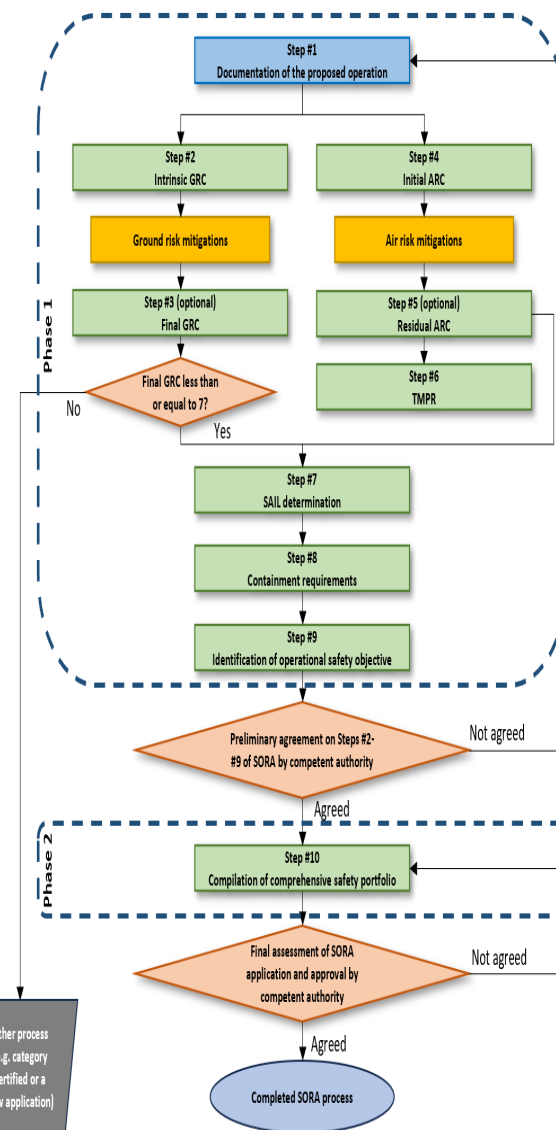 Step #1
Documentation of the proposed operation
Step #2
Intrinsic GRC
Step #4
Initial ARC
Ground risk mitigations
Air risk mitigations
Step #3 (optional)
Final GRC
Step #5 (optional)
Residual ARC
Phase 1
Final GRC less than
or equal to 7?
Step #6
TMPR
No
Yes
Step #7
SAIL determination
Step #8
Containment requirements
Step #9
Identification of operational safety objective
Preliminary agreement on Steps #2-
#9 of SORA by competent authority
Not agreed
Agreed
Phase 2
Step #10
Compilation of comprehensive safety portfolio
Final assessment of SORA
application and approval by
competent authority
Not agreed
Agreed
process
category
or a
application)
Completed SORA process